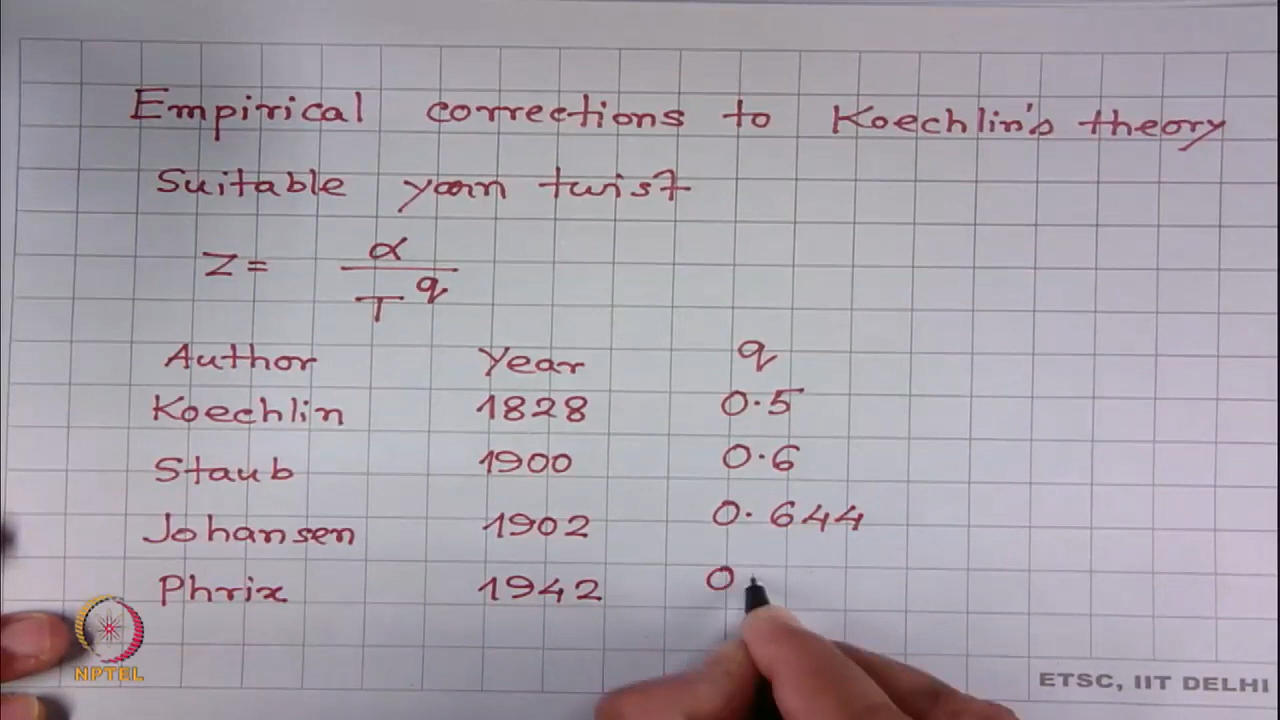 Empirical corrections to Koechlin's theory
Suitable yarn twist
Z = α / T^q
Author Year q
Koechlin 1828 0.5
Staub 1900 0.6
Johansen 1902 0.644
Phrix 1942 0.
NPTEL
ETSC, IIT DELHI